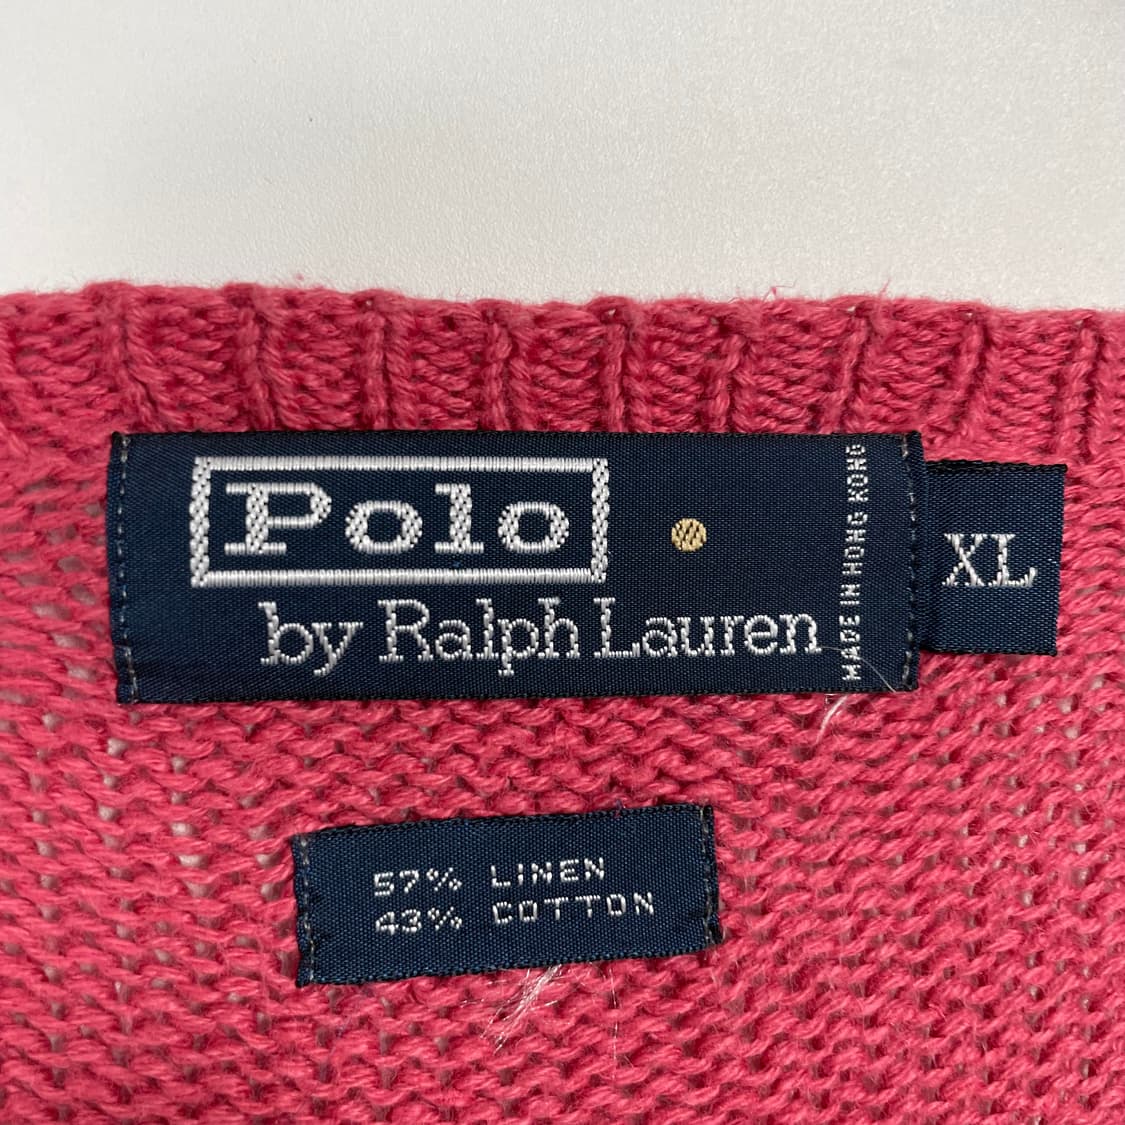 Polo
by Ralph Lauren
MADE IN HONG KONG
XL
57% LINEN
43% COTTON